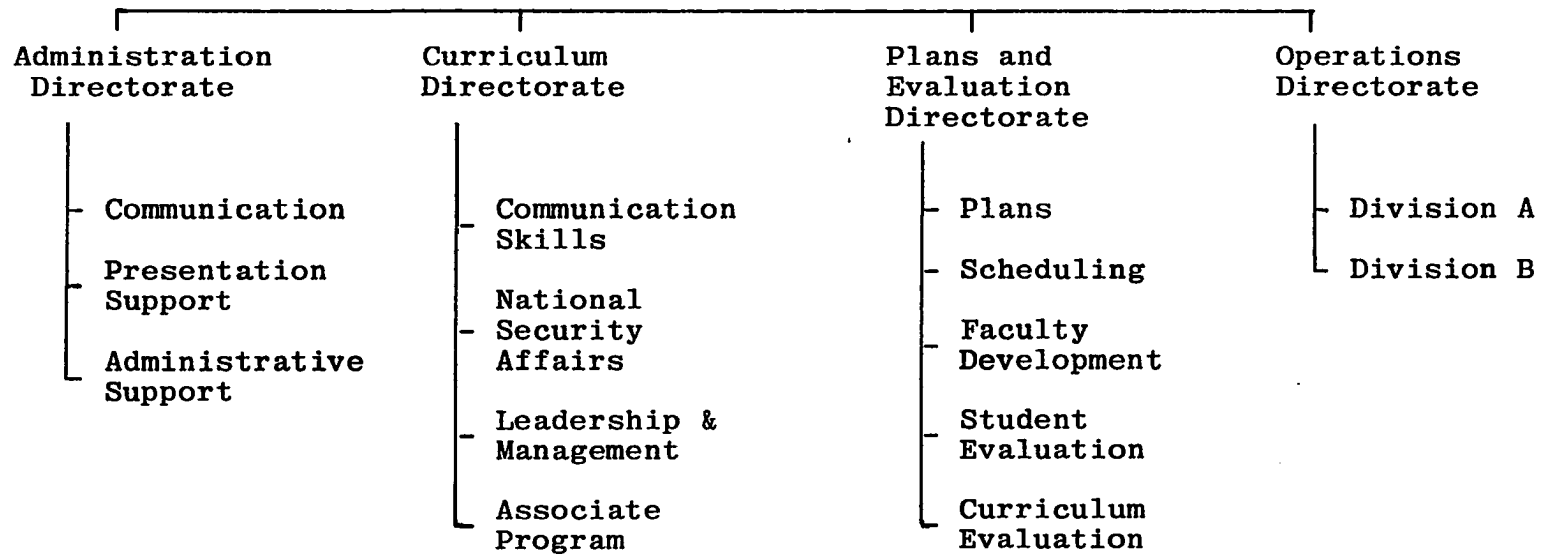 Administration
Directorate
Communication
Presentation
Support
Administrative
Support
Curriculum
Directorate
Communication
Skills
National
Security
Affairs
Leadership &
Management
Associate
Program
Plans and
Evaluation
Directorate
Plans
Scheduling
Faculty
Development
Student
Evaluation
Curriculum
Evaluation
Operations
Directorate
Division A
Division B